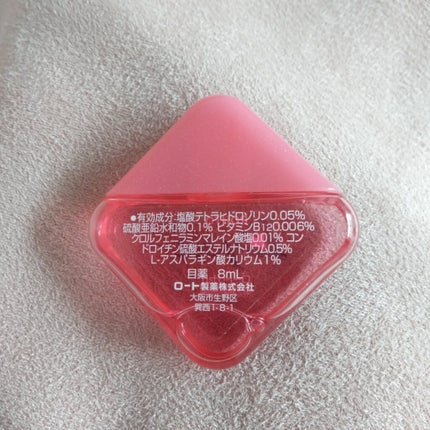 ●有効成分:塩酸テトラヒドロゾリン0.05%
硫酸亜鉛水和物0.1% ビタミンB12 0.006%
クロルフェニラミンマレイン酸塩0.01% コン
ドロイチン硫酸エステルナトリウム0.5%
L-アスパラギン酸カリウム1%
目薬 8mL
ロート製薬株式会社
大阪市生野区
巽西1-8-1